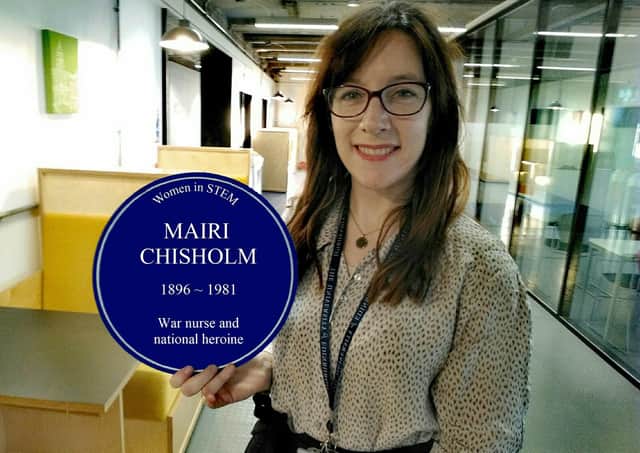 Women in STEM
MAIRI
CHISHOLM
1896 ~ 1981
War nurse and
national heroine